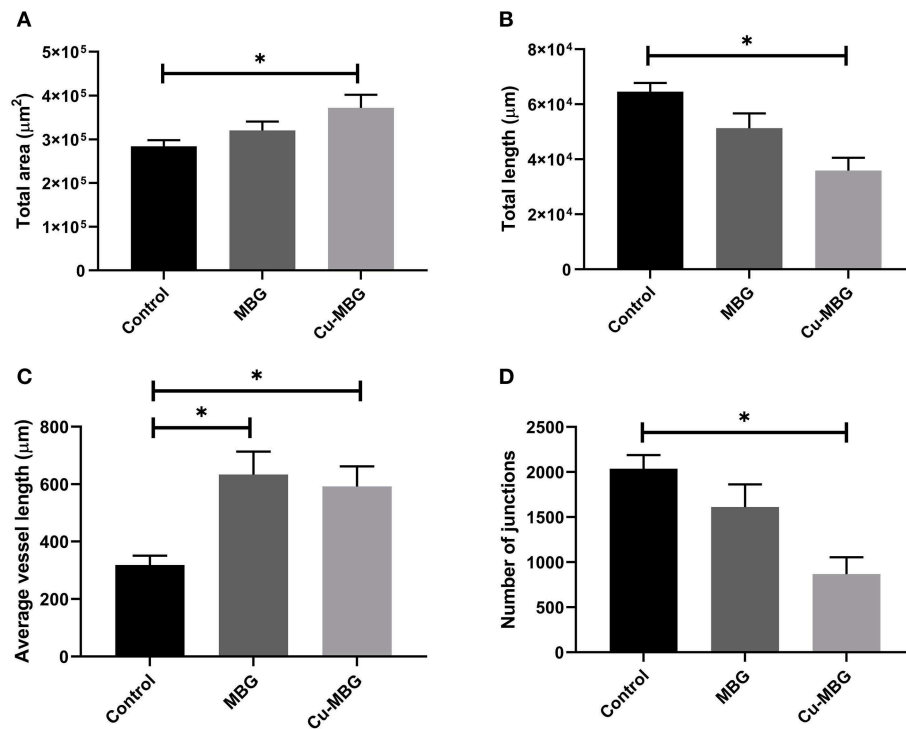 A
Total area (μm²)
5×10⁵
4×10⁵
3×10⁵
2×10⁵
1×10⁵
0
*
Control
MBG
Cu-MBG
B
Total length (μm)
8×10⁴
6×10⁴
4×10⁴
2×10⁴
0
*
Control
MBG
Cu-MBG
C
Average vessel length (μm)
800
600
400
200
0
*
*
Control
MBG
Cu-MBG
D
Number of junctions
2500
2000
1500
1000
500
0
*
Control
MBG
Cu-MBG